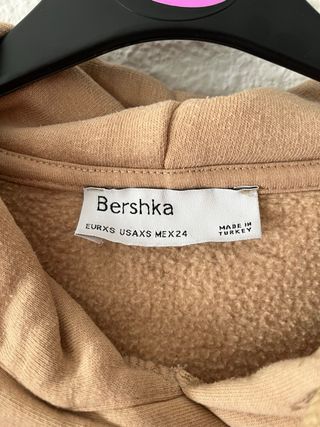 Bershka
EURXS USAXS MEX24
MADE IN
TURKEY